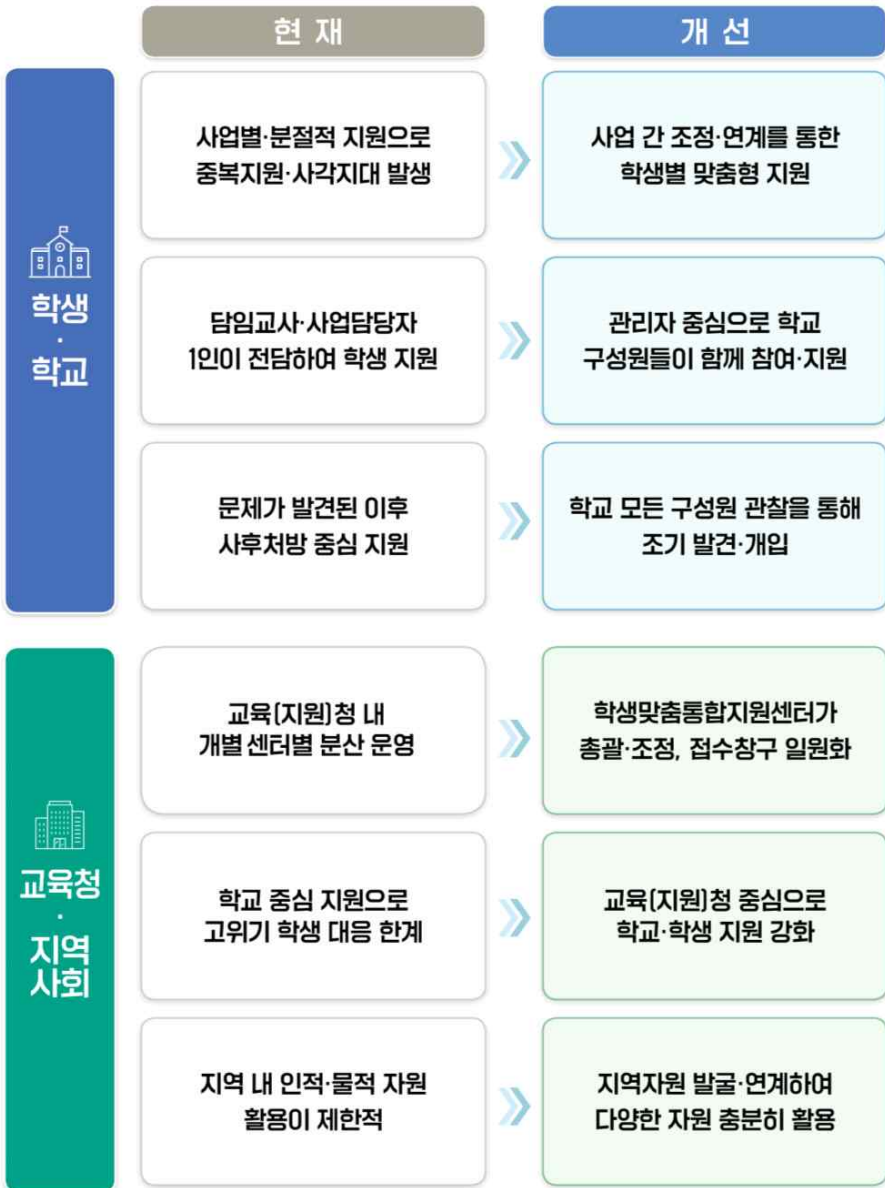 현 재
개 선
학생
·
학교
사업별·분절적 지원으로
중복지원·사각지대 발생
사업 간 조정·연계를 통한
학생별 맞춤형 지원
담임교사·사업담당자
1인이 전담하여 학생 지원
관리자 중심으로 학교
구성원들이 함께 참여·지원
문제가 발견된 이후
사후처방 중심 지원
학교 모든 구성원 관찰을 통해
조기 발견·개입
교육청
·
지역
사회
교육(지원)청 내
개별 센터별 분산 운영
학생맞춤통합지원센터가
총괄·조정, 접수창구 일원화
학교 중심 지원으로
고위기 학생 대응 한계
교육(지원)청 중심으로
학교·학생 지원 강화
지역 내 인적·물적 자원
활용이 제한적
지역자원 발굴·연계하여
다양한 자원 충분히 활용